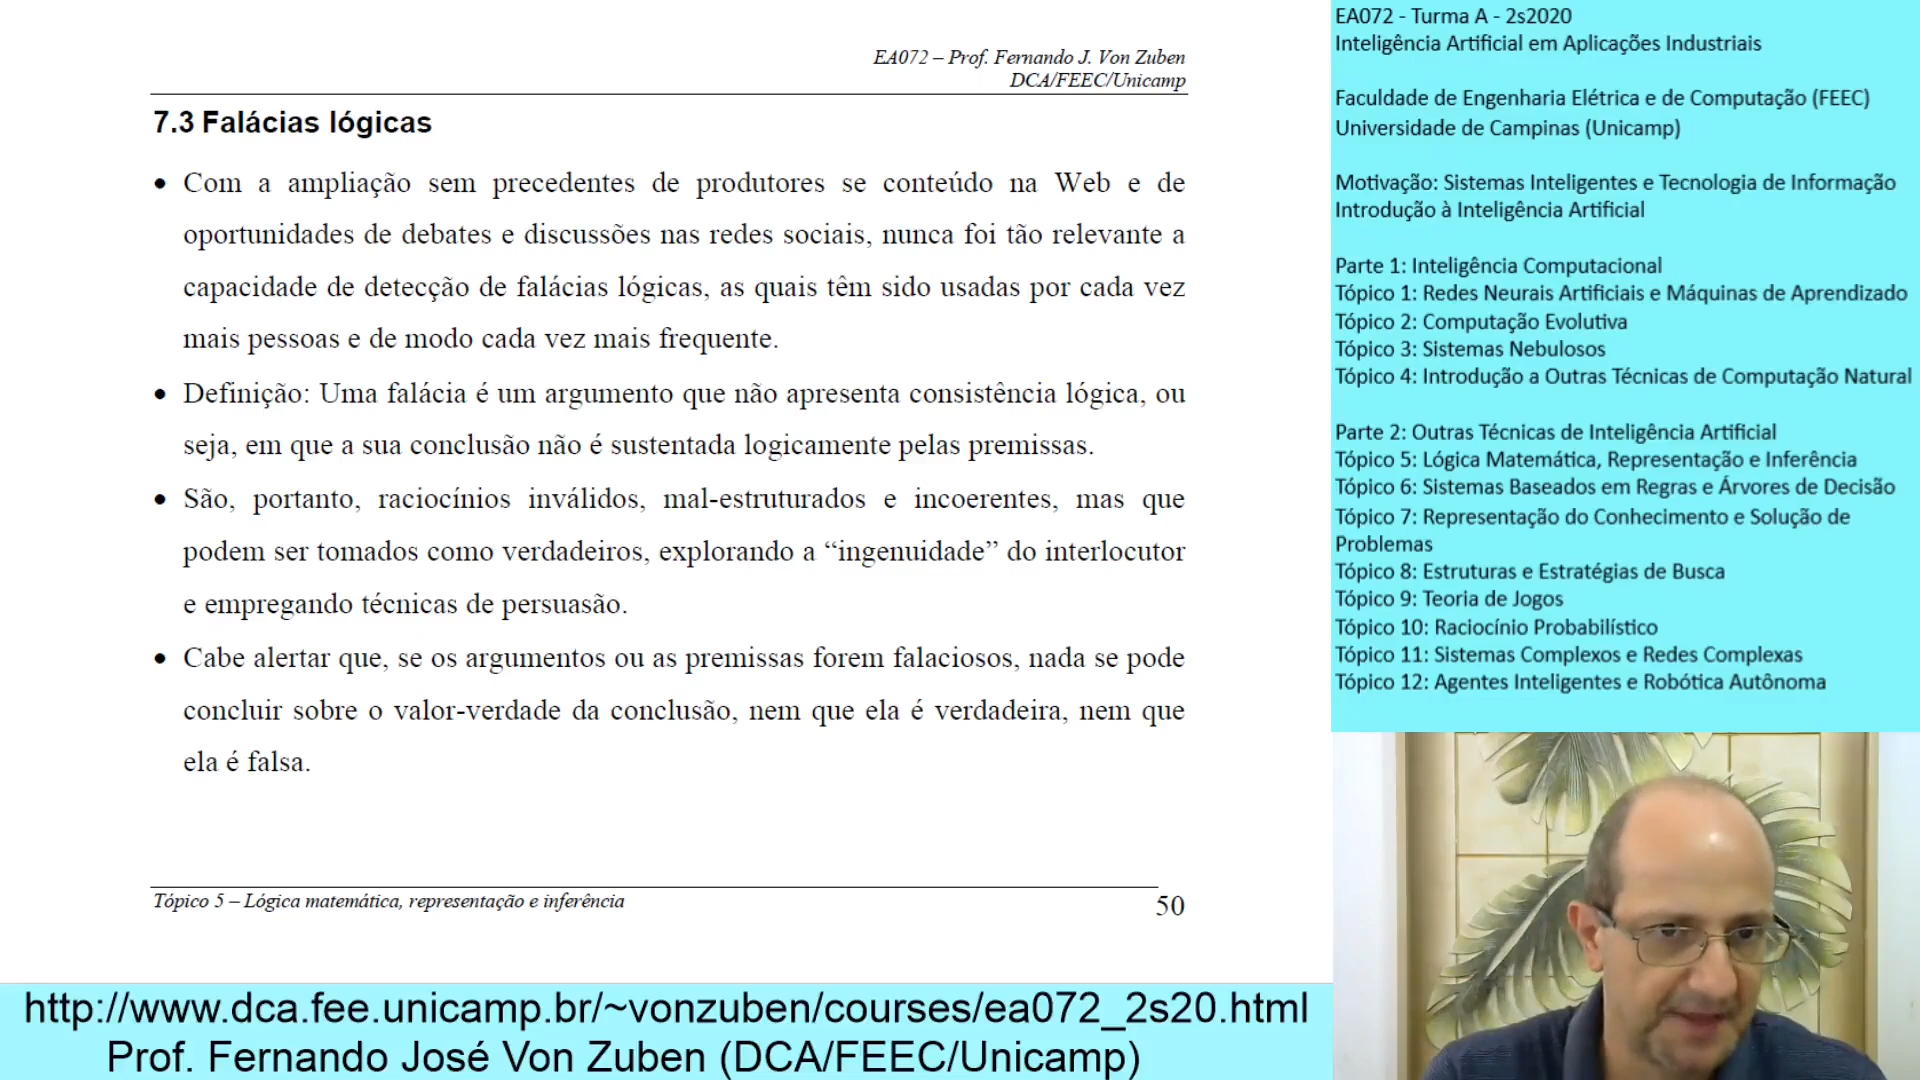 EA072 – Prof. Fernando J. Von Zuben
DCA/FEEC/Unicamp
7.3 Falácias lógicas
• Com a ampliação sem precedentes de produtores se conteúdo na Web e de
oportunidades de debates e discussões nas redes sociais, nunca foi tão relevante a
capacidade de detecção de falácias lógicas, as quais têm sido usadas por cada vez
mais pessoas e de modo cada vez mais frequente.
• Definição: Uma falácia é um argumento que não apresenta consistência lógica, ou
seja, em que a sua conclusão não é sustentada logicamente pelas premissas.
• São, portanto, raciocínios inválidos, mal-estruturados e incoerentes, mas que
podem ser tomados como verdadeiros, explorando a “ingenuidade” do interlocutor
e empregando técnicas de persuasão.
• Cabe alertar que, se os argumentos ou as premissas forem falaciosos, nada se pode
concluir sobre o valor-verdade da conclusão, nem que ela é verdadeira, nem que
ela é falsa.
Tópico 5 – Lógica matemática, representação e inferência
50
EA072 - Turma A - 2s2020
Inteligência Artificial em Aplicações Industriais
Faculdade de Engenharia Elétrica e de Computação (FEEC)
Universidade de Campinas (Unicamp)
Motivação: Sistemas Inteligentes e Tecnologia de Informação
Introdução à Inteligência Artificial
Parte 1: Inteligência Computacional
Tópico 1: Redes Neurais Artificiais e Máquinas de Aprendizado
Tópico 2: Computação Evolutiva
Tópico 3: Sistemas Nebulosos
Tópico 4: Introdução a Outras Técnicas de Computação Natural
Parte 2: Outras Técnicas de Inteligência Artificial
Tópico 5: Lógica Matemática, Representação e Inferência
Tópico 6: Sistemas Baseados em Regras e Árvores de Decisão
Tópico 7: Representação do Conhecimento e Solução de
Problemas
Tópico 8: Estruturas e Estratégias de Busca
Tópico 9: Teoria de Jogos
Tópico 10: Raciocínio Probabilístico
Tópico 11: Sistemas Complexos e Redes Complexas
Tópico 12: Agentes Inteligentes e Robótica Autônoma
http://www.dca.fee.unicamp.br/~vonzuben/courses/ea072_2s20.html
Prof. Fernando José Von Zuben (DCA/FEEC/Unicamp)